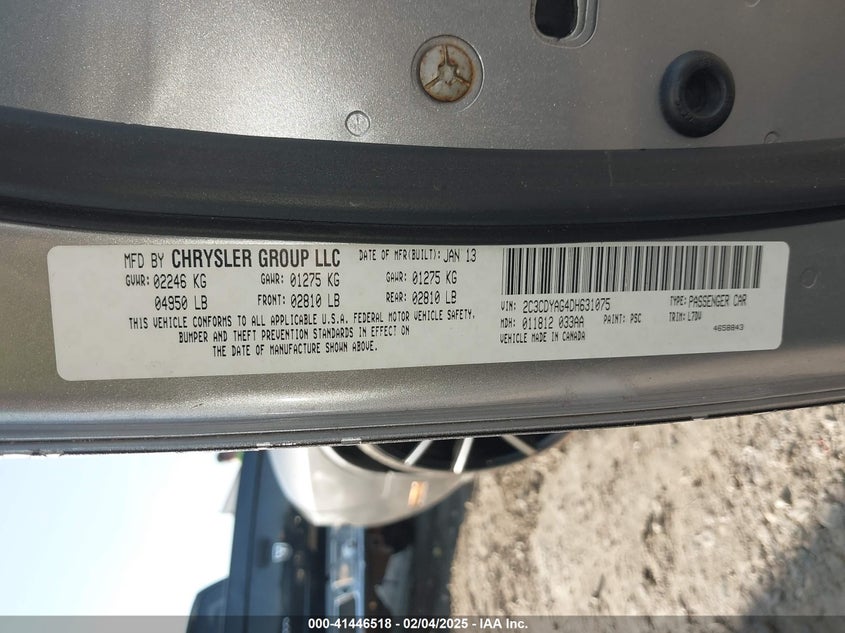 MFD BY CHRYSLER GROUP LLC DATE OF MFR(BUILT): JAN 13
GVWR: 02246 KG GAWR: 01275 KG GAWR: 01275 KG
04950 LB FRONT: 02810 LB REAR: 02810 LB
THIS VEHICLE CONFORMS TO ALL APPLICABLE U.S.A. FEDERAL MOTOR VEHICLE SAFETY,
BUMPER AND THEFT PREVENTION STANDARDS IN EFFECT ON
THE DATE OF MANUFACTURE SHOWN ABOVE.
VIN: 2C3CDYAG4DH631075 TYPE: PASSENGER CAR
MDH: 011812 033AA PAINT: PSC TRIM: L7DV
VEHICLE MADE IN CANADA 4658843
000-41446518 - 02/04/2025 - IAA Inc.